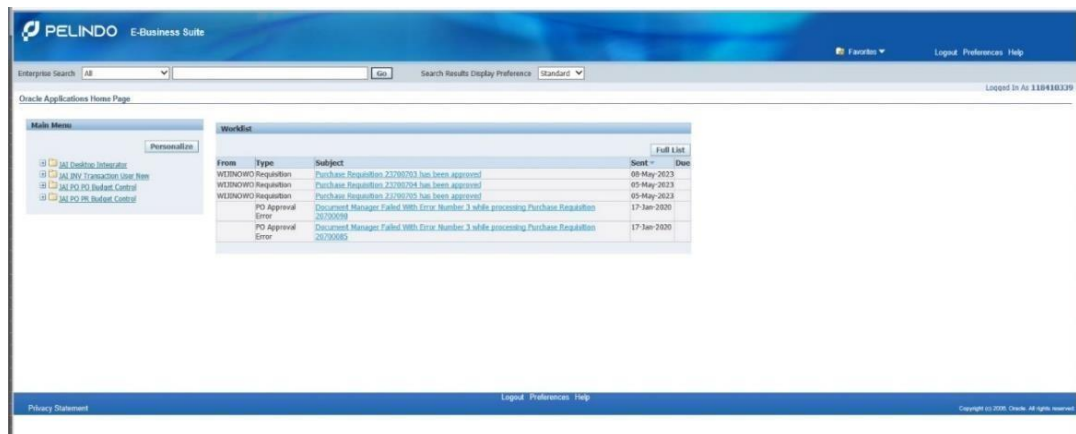 PELINDO E-Business Suite
Favorites
Logout Preferences Help
Enterprise Search All Go Search Results Display Preference Standard
Logged In As 118410339
Oracle Applications Home Page
Main Menu
Personalize
JAI Desktop Integrator
JAI INV Transaction User New
JAI PO PO Budget Control
JAI PO PR Budget Control
Worklist
Full List
From Type Subject Sent Due
WIJINOWO Requisition Purchase Requisition 23700703 has been approved 08-May-2023
WIJINOWO Requisition Purchase Requisition 23700704 has been approved 05-May-2023
WIJINOWO Requisition Purchase Requisition 23700705 has been approved 05-May-2023
PO Approval Document Manager Failed With Error Number 3 while processing Purchase Requisition 17-Jan-2020
Error 20700090
PO Approval Document Manager Failed With Error Number 3 while processing Purchase Requisition 17-Jan-2020
Error 20700085
Logout Preferences Help
Privacy Statement
Copyright (c) 2006, Oracle. All rights reserved.